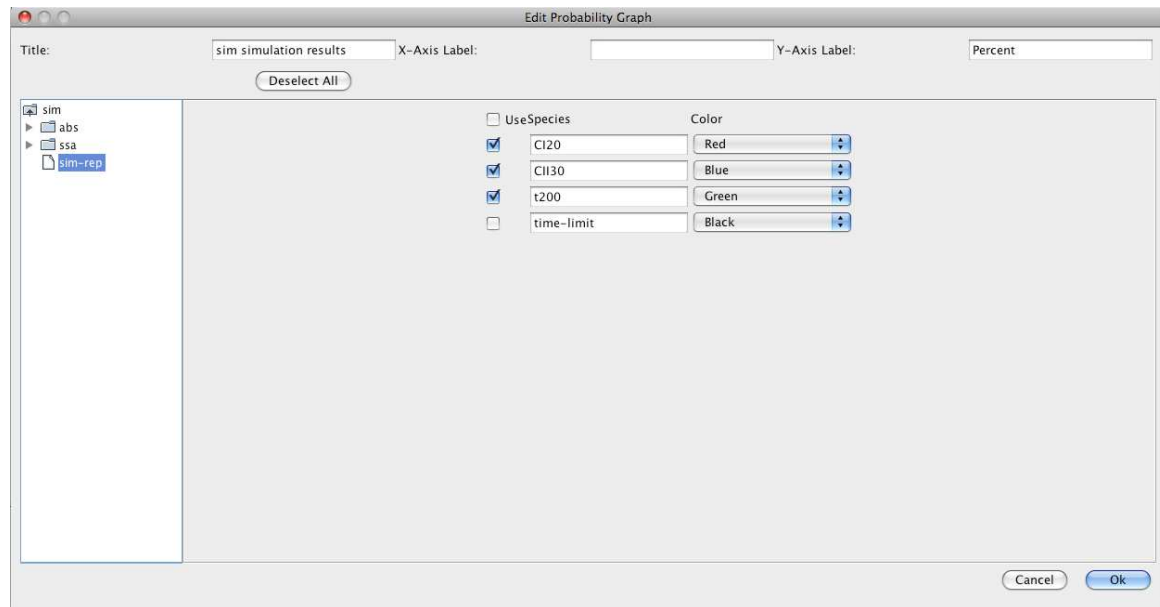 Edit Probability Graph
Title: sim simulation results X-Axis Label: Y-Axis Label: Percent
Deselect All
sim
abs
ssa
sim-rep
Use Species Color
CI20 Red
CII30 Blue
t200 Green
time-limit Black
Cancel Ok